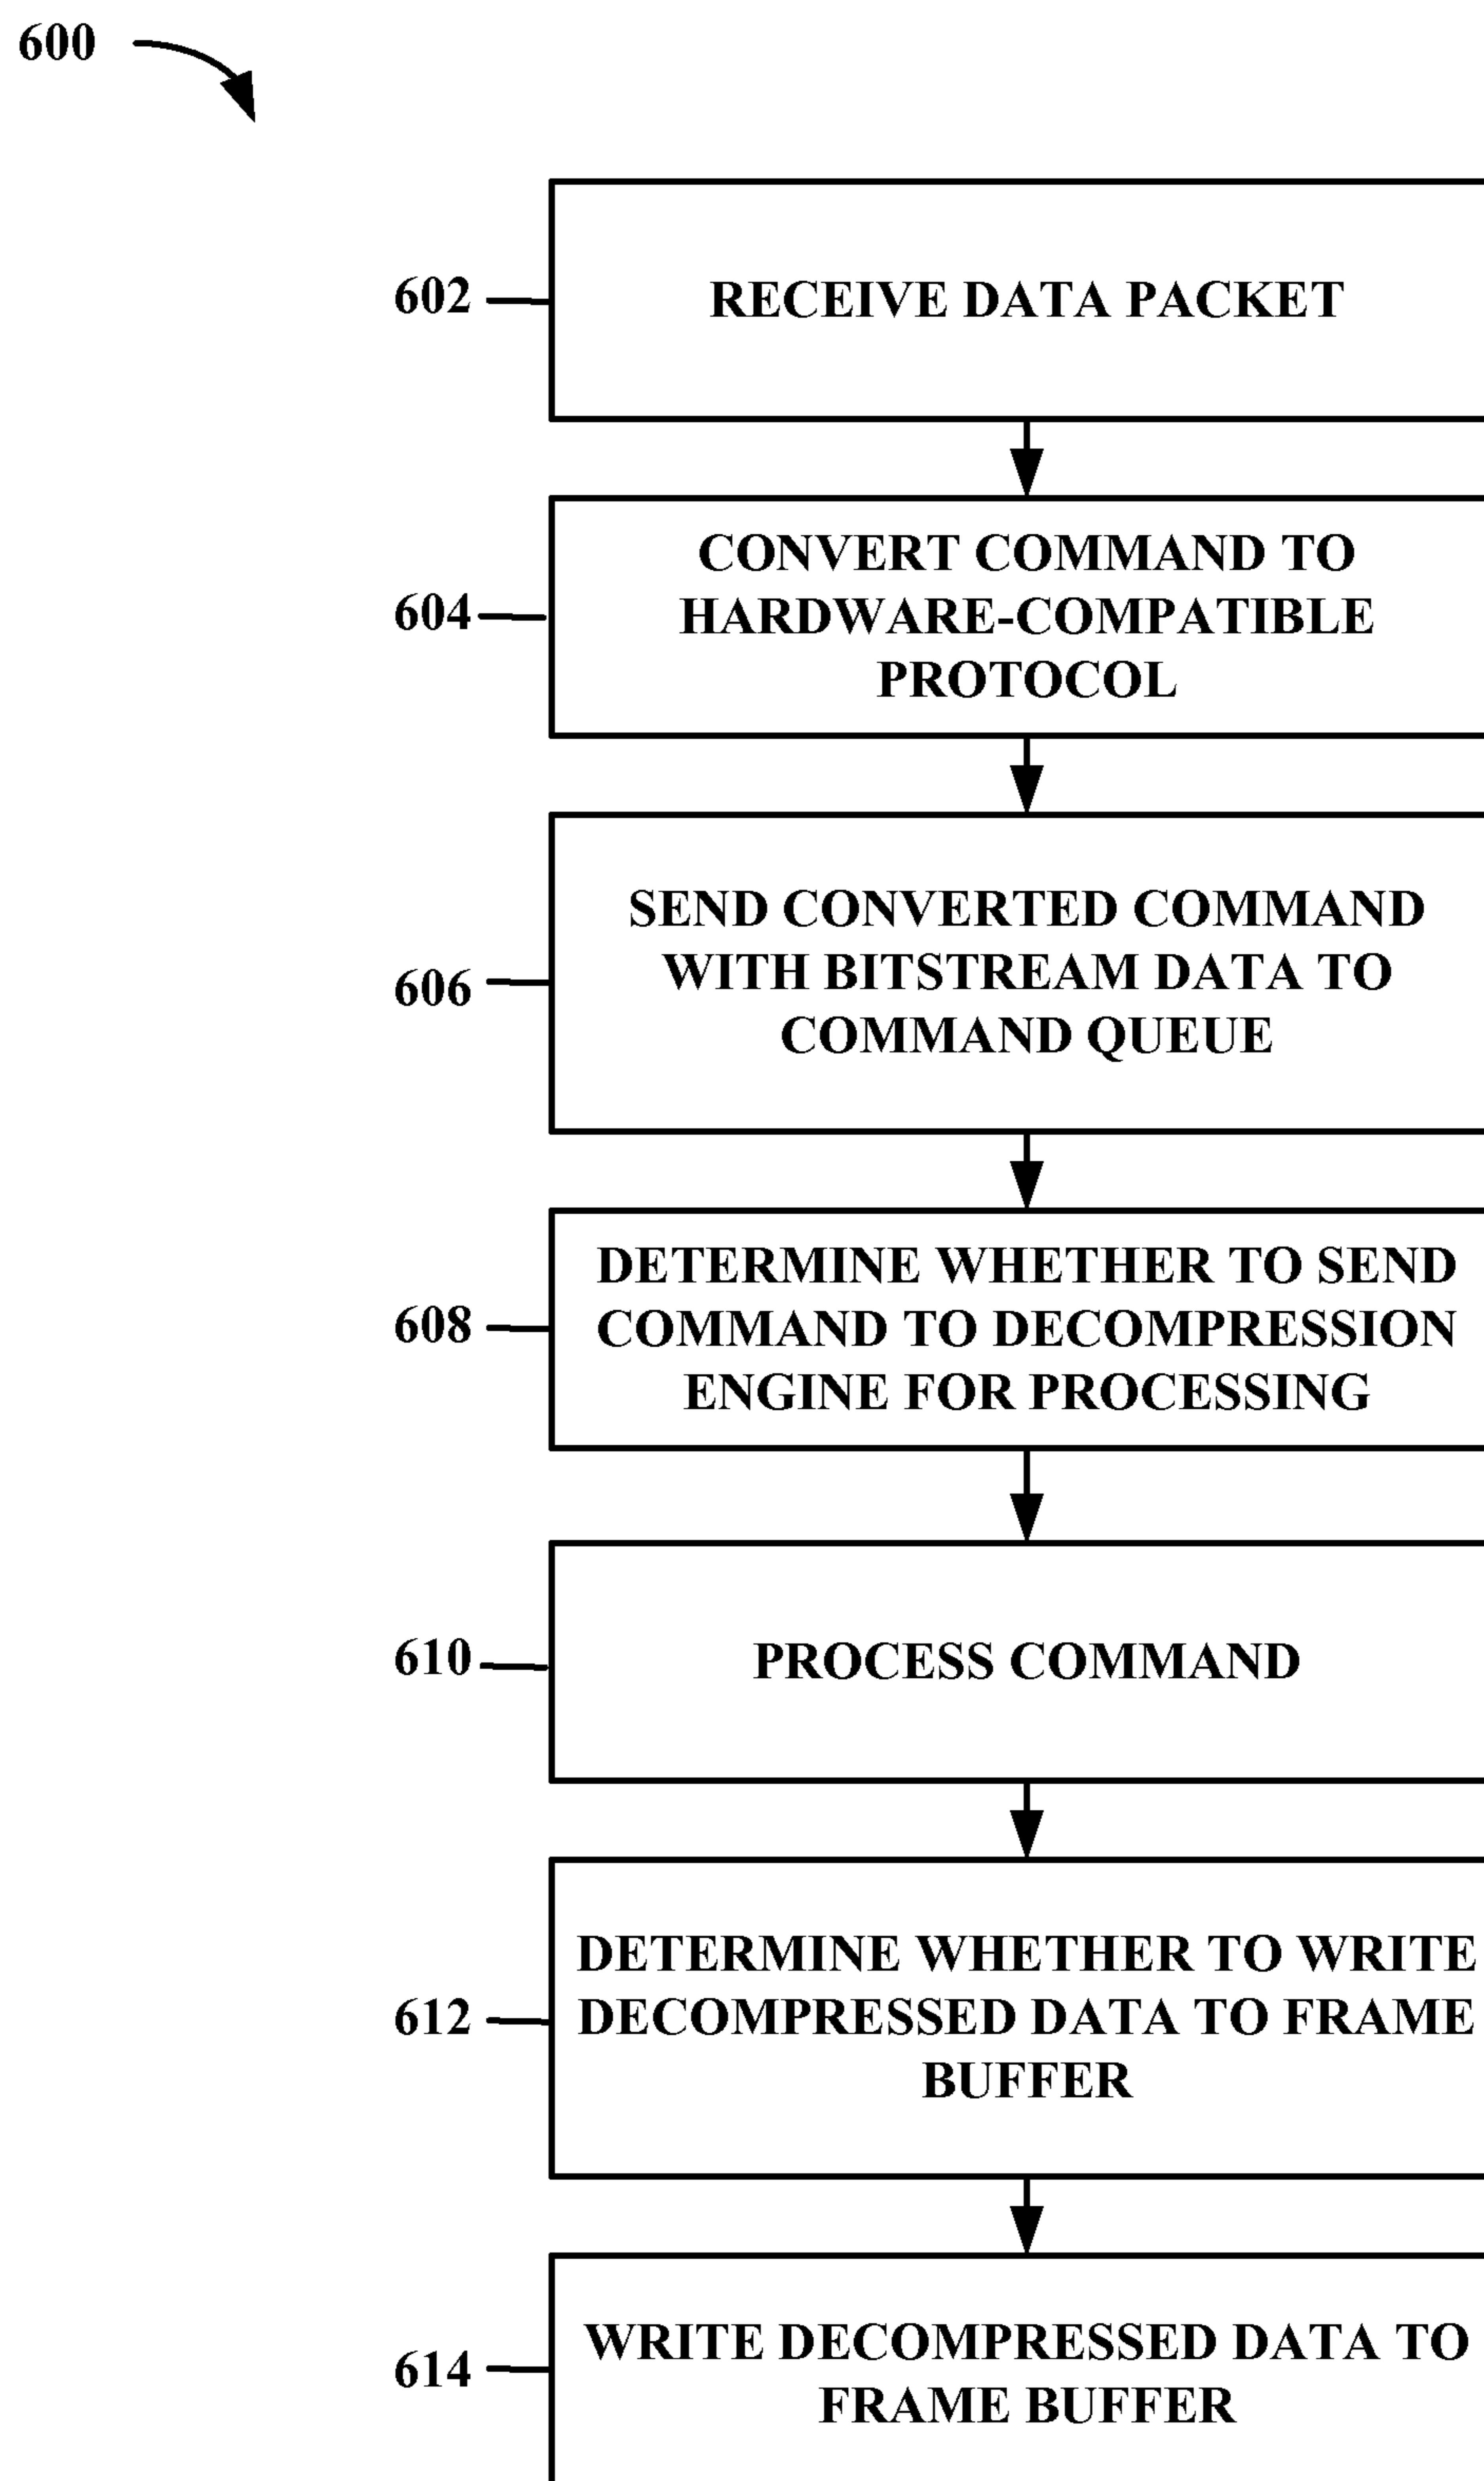 600
602
RECEIVE DATA PACKET
604
CONVERT COMMAND TO
HARDWARE-COMPATIBLE
PROTOCOL
606
SEND CONVERTED COMMAND
WITH BITSTREAM DATA TO
COMMAND QUEUE
608
DETERMINE WHETHER TO SEND
COMMAND TO DECOMPRESSION
ENGINE FOR PROCESSING
610
PROCESS COMMAND
612
DETERMINE WHETHER TO WRITE
DECOMPRESSED DATA TO FRAME
BUFFER
614
WRITE DECOMPRESSED DATA TO
FRAME BUFFER